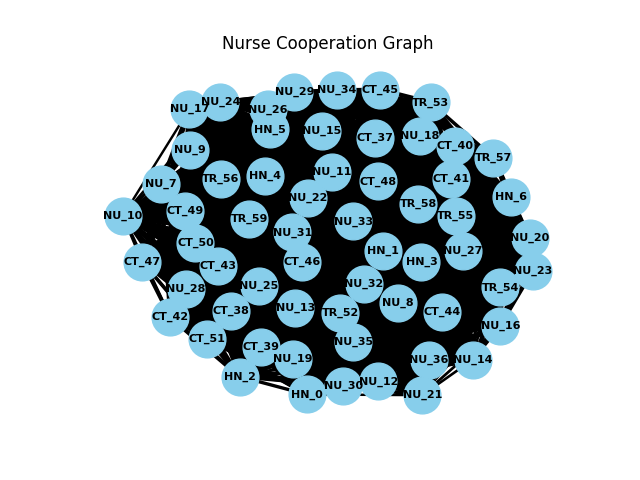 Nurse Cooperation Graph
NU_29
NU_34
CT_45
NU_17
NU_24
NU_26
TR_53
HN_5
NU_15
CT_37
NU_18
CT_40
NU_9
TR_57
NU_7
TR_56
HN_4
NU_11
CT_48
CT_41
NU_10
CT_49
TR_59
NU_22
NU_33
TR_58
TR_55
HN_6
CT_50
NU_31
NU_20
CT_47
CT_43
CT_46
HN_1
HN_3
NU_27
NU_23
NU_28
NU_25
NU_32
TR_54
CT_42
CT_38
NU_13
TR_52
NU_8
CT_44
NU_16
CT_51
CT_39
NU_19
NU_35
NU_36
NU_14
HN_2
HN_0
NU_30
NU_12
NU_21